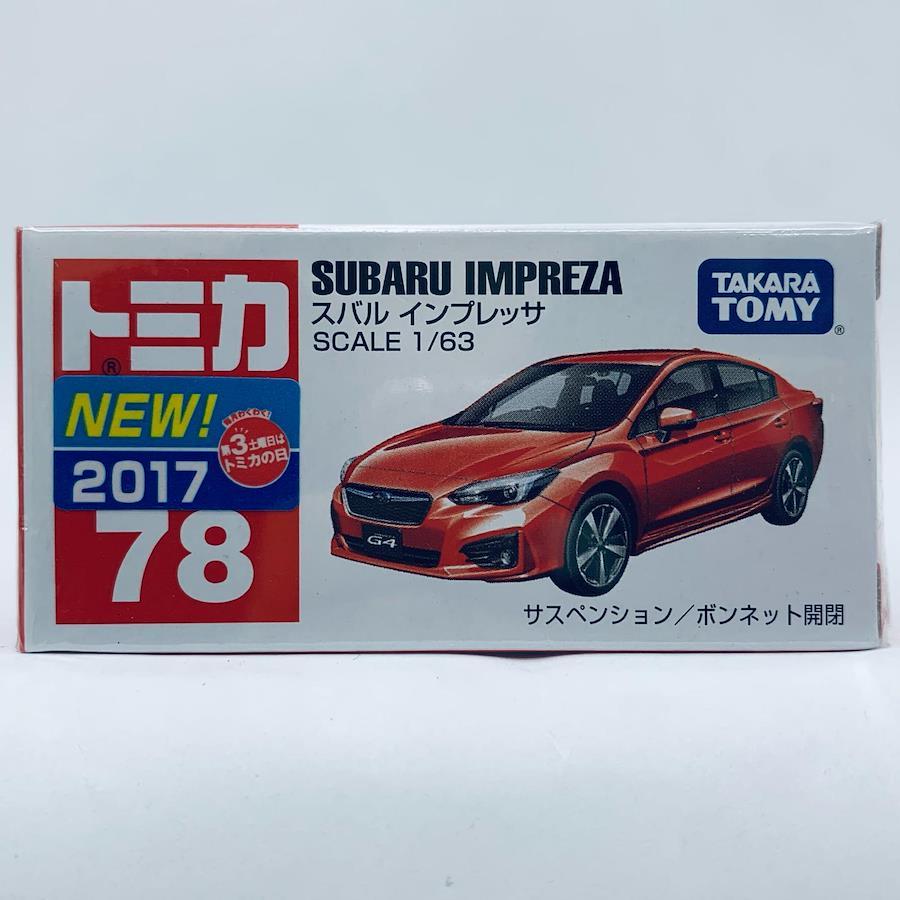 トミカ
®
NEW!
毎月わくわく!
第3土曜日は
トミカの日
2017
78
SUBARU IMPREZA
スバル インプレッサ
SCALE 1/63
TAKARA
TOMY
®
G4
サスペンション/ボンネット開閉